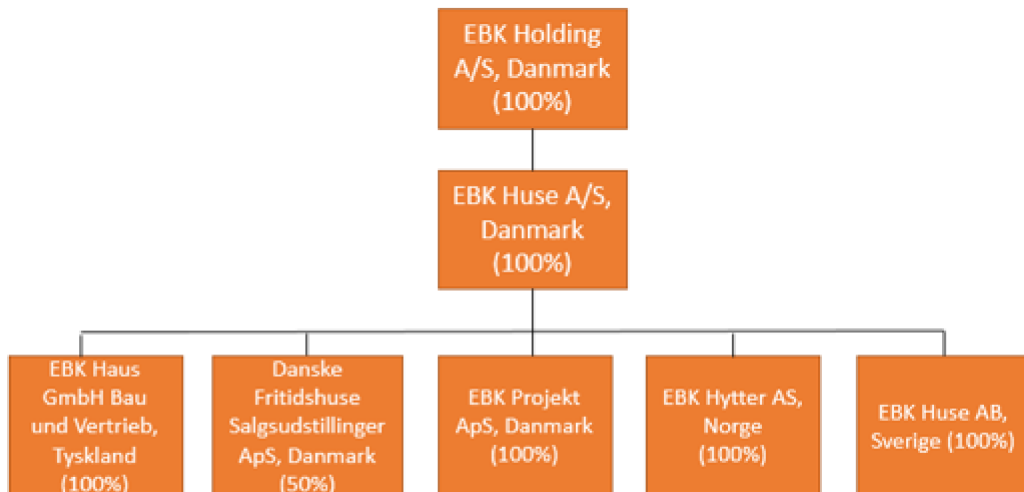 EBK Holding
A/S, Danmark
(100%)
EBK Huse A/S,
Danmark
(100%)
EBK Haus
GmbH Bau
und Vertrieb,
Tyskland
(100%)
Danske
Fritidshuse
Salgsudstillinger
ApS, Danmark
(50%)
EBK Projekt
ApS, Danmark
(100%)
EBK Hytter AS,
Norge
(100%)
EBK Huse AB,
Sverige (100%)